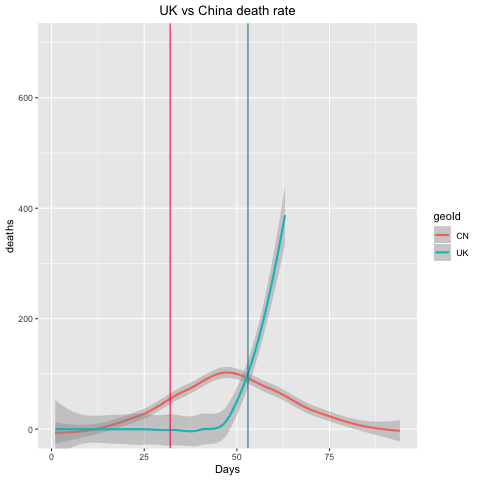 UK vs China death rate
600
400
200
0
deaths
0 25 50 75
Days
geoId
CN
UK